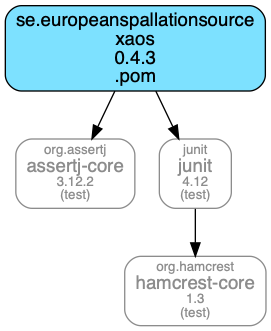 se.europeanspallationsource
xaos
0.4.3
.pom
org.assertj
assertj-core
3.12.2
(test)
junit
junit
4.12
(test)
org.hamcrest
hamcrest-core
1.3
(test)